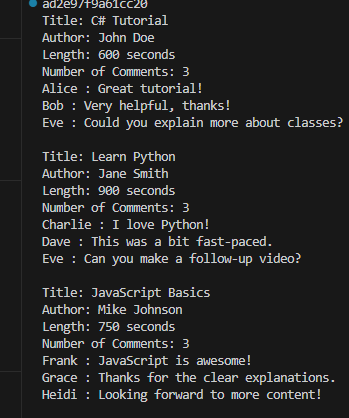 ad2e97f9a61cc20
Title: C# Tutorial
Author: John Doe
Length: 600 seconds
Number of Comments: 3
Alice : Great tutorial!
Bob : Very helpful, thanks!
Eve : Could you explain more about classes?
Title: Learn Python
Author: Jane Smith
Length: 900 seconds
Number of Comments: 3
Charlie : I love Python!
Dave : This was a bit fast-paced.
Eve : Can you make a follow-up video?
Title: JavaScript Basics
Author: Mike Johnson
Length: 750 seconds
Number of Comments: 3
Frank : JavaScript is awesome!
Grace : Thanks for the clear explanations.
Heidi : Looking forward to more content!